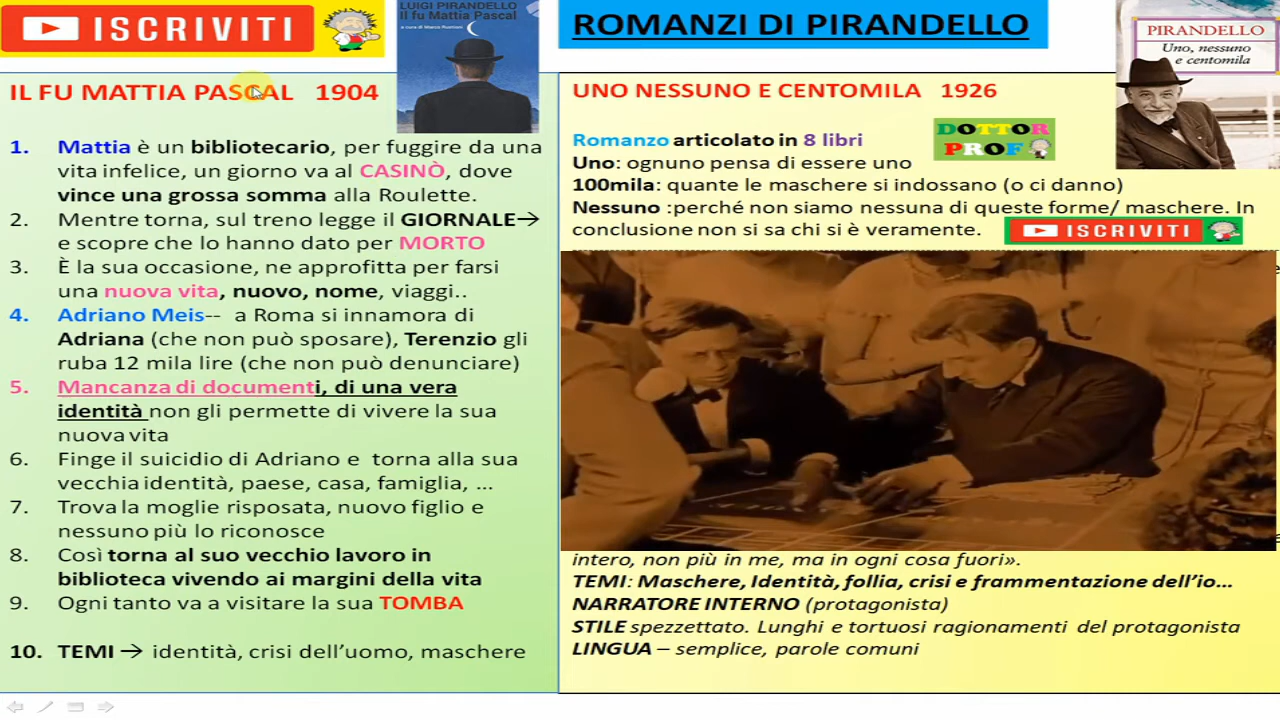 ISCRIVITI
LUIGI PIRANDELLO
Il fu Mattia Pascal
ROMANZI DI PIRANDELLO
PIRANDELLO
Uno, nessuno
e centomila
IL FU MATTIA PASCAL 1904
1. Mattia è un bibliotecario, per fuggire da una
vita infelice, un giorno va al CASINÒ, dove
vince una grossa somma alla Roulette.
2. Mentre torna, sul treno legge il GIORNALE→
e scopre che lo hanno dato per MORTO
3. È la sua occasione, ne approfitta per farsi
una nuova vita, nuovo, nome, viaggi..
4. Adriano Meis-- a Roma si innamora di
Adriana (che non può sposare), Terenzio gli
ruba 12 mila lire (che non può denunciare)
5. Mancanza di documenti, di una vera
identità non gli permette di vivere la sua
nuova vita
6. Finge il suicidio di Adriano e torna alla sua
vecchia identità, paese, casa, famiglia, ...
7. Trova la moglie risposata, nuovo figlio e
nessuno più lo riconosce
8. Così torna al suo vecchio lavoro in
biblioteca vivendo ai margini della vita
9. Ogni tanto va a visitare la sua TOMBA
10. TEMI → identità, crisi dell'uomo, maschere
UNO NESSUNO E CENTOMILA 1926
Romanzo articolato in 8 libri
DOTTOR
PROF
Uno: ognuno pensa di essere uno
100mila: quante le maschere si indossano (o ci danno)
Nessuno :perché non siamo nessuna di queste forme/ maschere. In
conclusione non si sa chi si è veramente.
ISCRIVITI
intero, non più in me, ma in ogni cosa fuori».
TEMI: Maschere, Identità, follia, crisi e frammentazione dell'io...
NARRATORE INTERNO (protagonista)
STILE spezzettato. Lunghi e tortuosi ragionamenti del protagonista
LINGUA – semplice, parole comuni